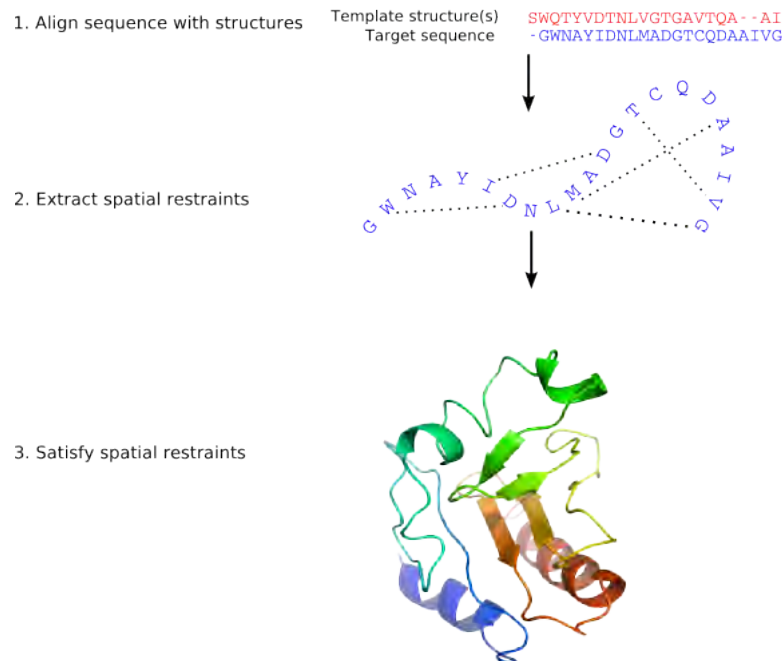 1. Align sequence with structures
Template structure(s) SWQTYVDTNLVGTGAVTQA--AI
Target sequence -GWNAYIDNLMADGTCQDAAIVG
2. Extract spatial restraints
GWNAYIDNLMADGTCQDAAIVG
3. Satisfy spatial restraints